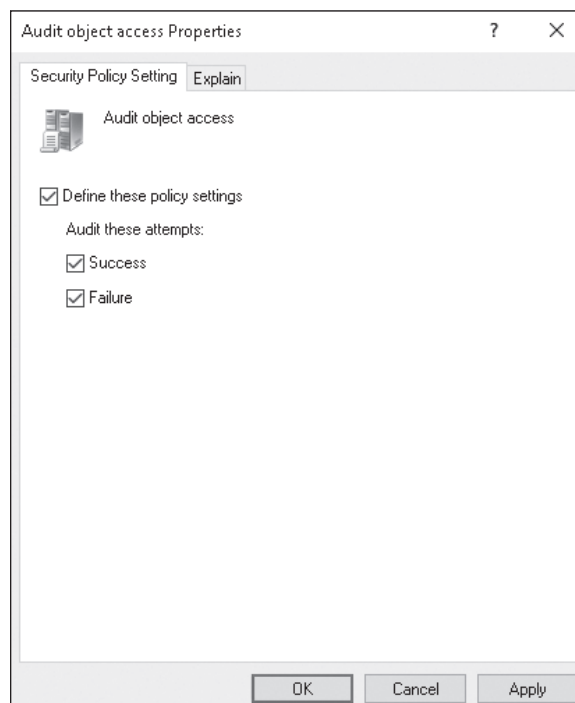 Audit object access Properties
?
Security Policy Setting
Explain
Audit object access
Define these policy settings
Audit these attempts:
Success
Failure
OK
Cancel
Apply